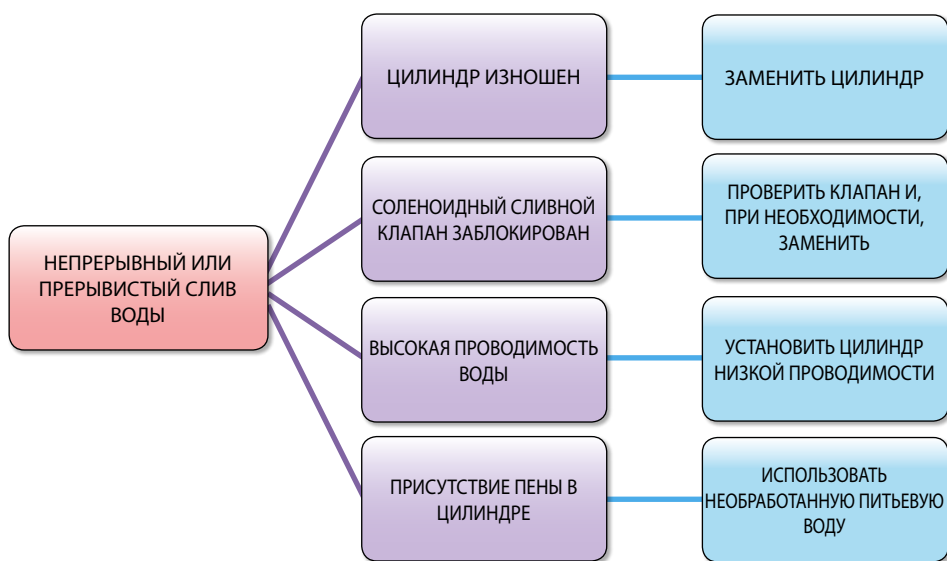 НЕПРЕРЫВНЫЙ ИЛИ
ПРЕРЫВИСТЫЙ СЛИВ
ВОДЫ
ЦИЛИНДР ИЗНОШЕН
ЗАМЕНИТЬ ЦИЛИНДР
СОЛЕНОИДНЫЙ СЛИВНОЙ
КЛАПАН ЗАБЛОКИРОВАН
ПРОВЕРИТЬ КЛАПАН И,
ПРИ НЕОБХОДИМОСТИ,
ЗАМЕНИТЬ
ВЫСОКАЯ ПРОВОДИМОСТЬ
ВОДЫ
УСТАНОВИТЬ ЦИЛИНДР
НИЗКОЙ ПРОВОДИМОСТИ
ПРИСУТСТВИЕ ПЕНЫ В
ЦИЛИНДРЕ
ИСПОЛЬЗОВАТЬ
НЕОБРАБОТАННУЮ ПИТЬЕВУЮ
ВОДУ